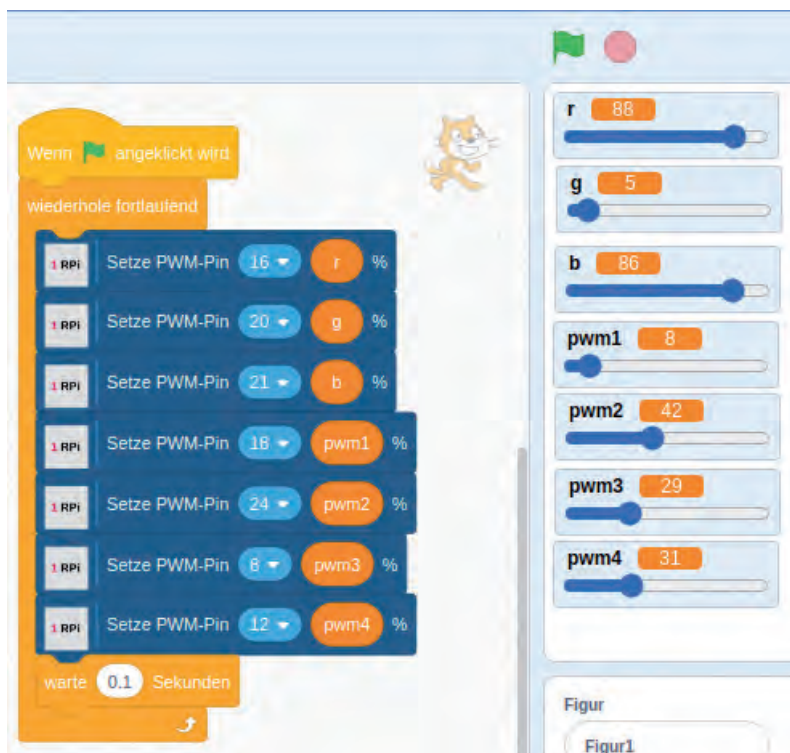 Wenn angeklickt wird
wiederhole fortlaufend
1 RPi Setze PWM-Pin 16 r %
1 RPi Setze PWM-Pin 20 g %
1 RPi Setze PWM-Pin 21 b %
1 RPi Setze PWM-Pin 18 pwm1 %
1 RPi Setze PWM-Pin 24 pwm2 %
1 RPi Setze PWM-Pin 8 pwm3 %
1 RPi Setze PWM-Pin 12 pwm4 %
warte 0.1 Sekunden
r 88
g 5
b 86
pwm1 8
pwm2 42
pwm3 29
pwm4 31
Figur
Figur1